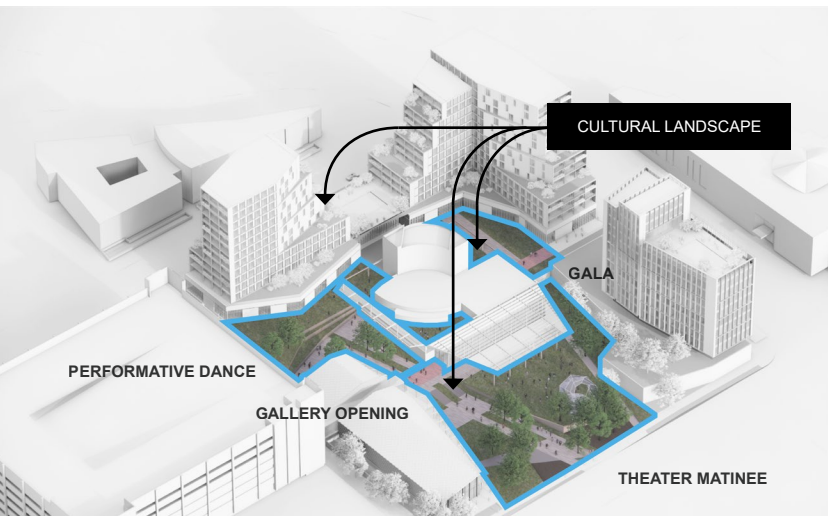 CULTURAL LANDSCAPE
GALA
PERFORMATIVE DANCE
GALLERY OPENING
THEATER MATINEE